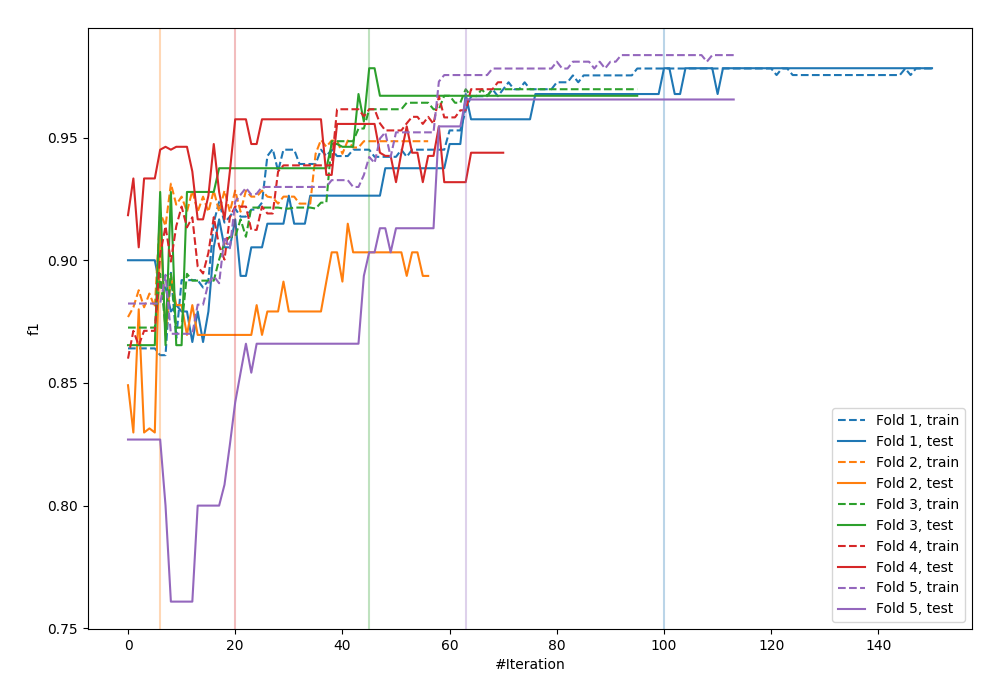 0.95
0.90
0.85
0.80
0.75
f1
0
20
40
60
80
100
120
140
#Iteration
Fold 1, train
Fold 1, test
Fold 2, train
Fold 2, test
Fold 3, train
Fold 3, test
Fold 4, train
Fold 4, test
Fold 5, train
Fold 5, test